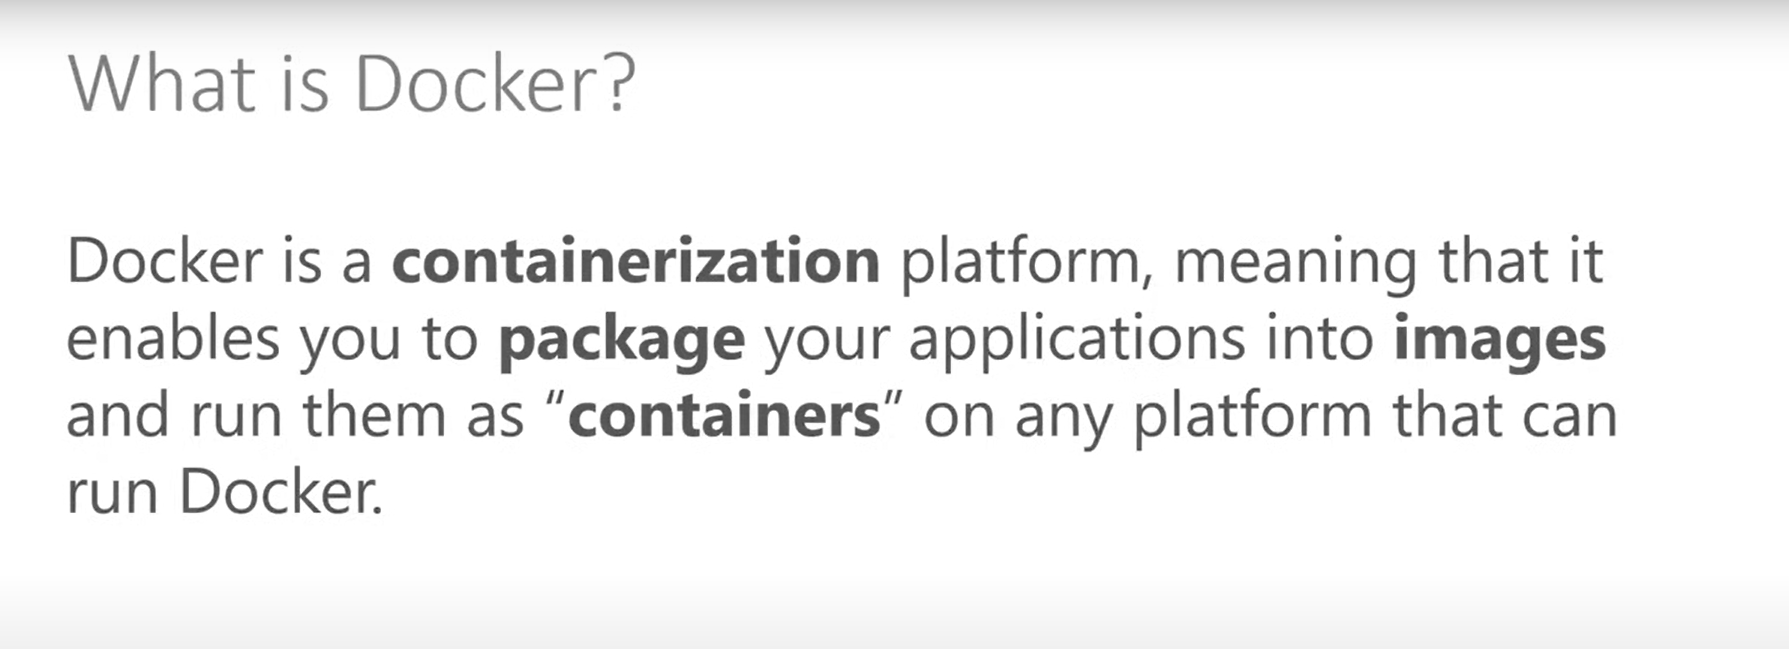 What is Docker?
Docker is a containerization platform, meaning that it
enables you to package your applications into images
and run them as “containers” on any platform that can
run Docker.